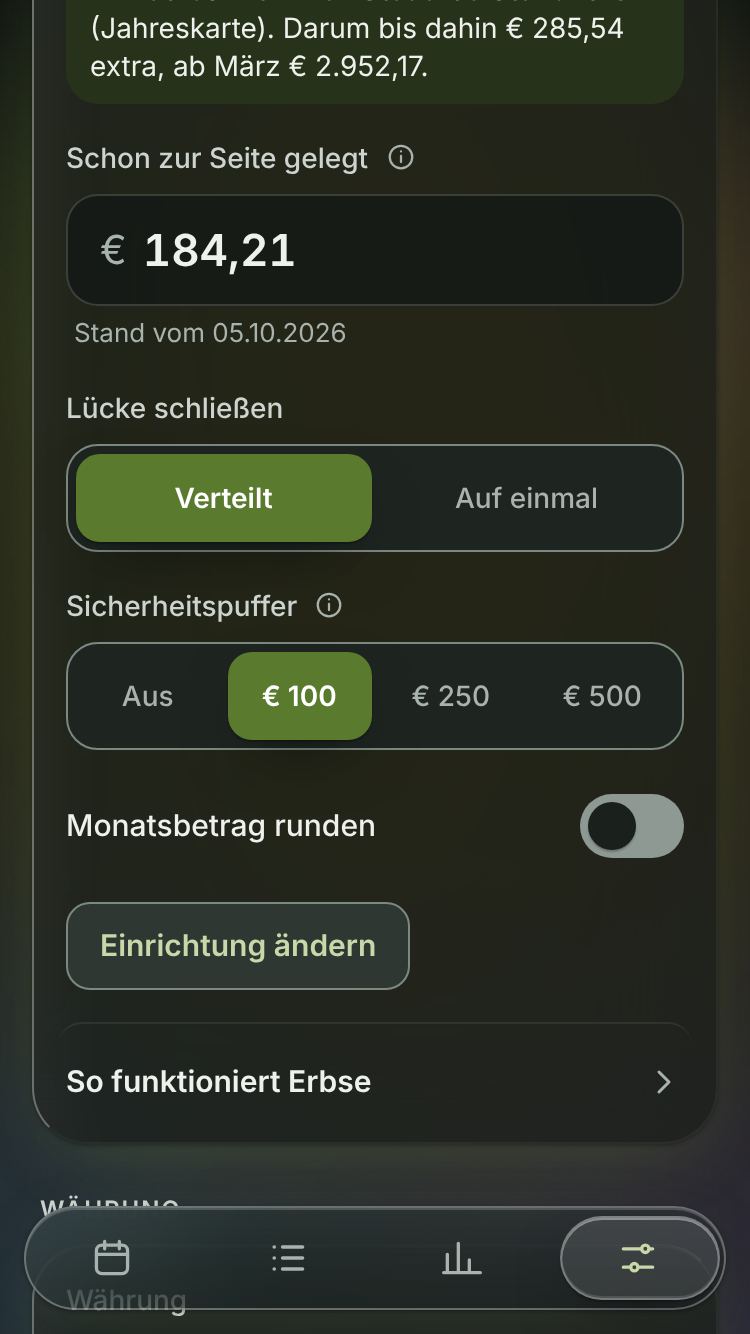 (Jahreskarte). Darum bis dahin € 285,54
extra, ab März € 2.952,17.
Schon zur Seite gelegt
€ 184,21
Stand vom 05.10.2026
Lücke schließen
Verteilt
Auf einmal
Sicherheitspuffer
Aus
€ 100
€ 250
€ 500
Monatsbetrag runden
Einrichtung ändern
So funktioniert Erbse
WÄHRUNG
Währung